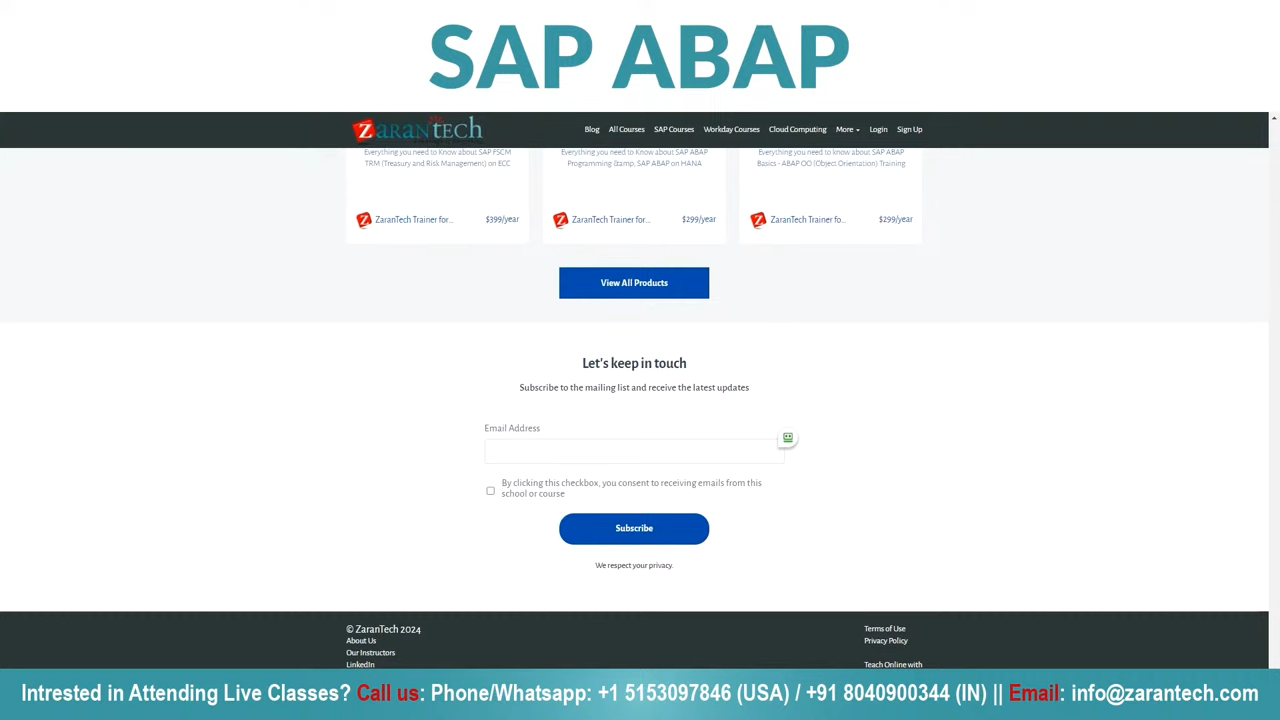 SAP ABAP
ZARANTECH
Blog All Courses SAP Courses Workday Courses Cloud Computing More Login Sign Up
Everything you need to Know about SAP FSCM
TRM (Treasury and Risk Management) on ECC
Everything you need to Know about SAP ABAP
Programming &amp, SAP ABAP on HANA
Everything you need to know about SAP ABAP
Basics - ABAP OO (Object Orientation) Training
ZaranTech Trainer for... $399/year
ZaranTech Trainer for... $299/year
ZaranTech Trainer fo... $299/year
View All Products
Let's keep in touch
Subscribe to the mailing list and receive the latest updates
Email Address
By clicking this checkbox, you consent to receiving emails from this
school or course
Subscribe
We respect your privacy.
© ZaranTech 2024
About Us
Our Instructors
LinkedIn
Terms of Use
Privacy Policy
Teach Online with
Intrested in Attending Live Classes? Call us: Phone/Whatsapp: +1 5153097846 (USA) / +91 8040900344 (IN) || Email: info@zarantech.com